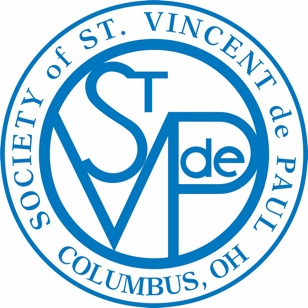 SOCIETY of ST. VINCENT de PAUL
ST
V de P
COLUMBUS, OH